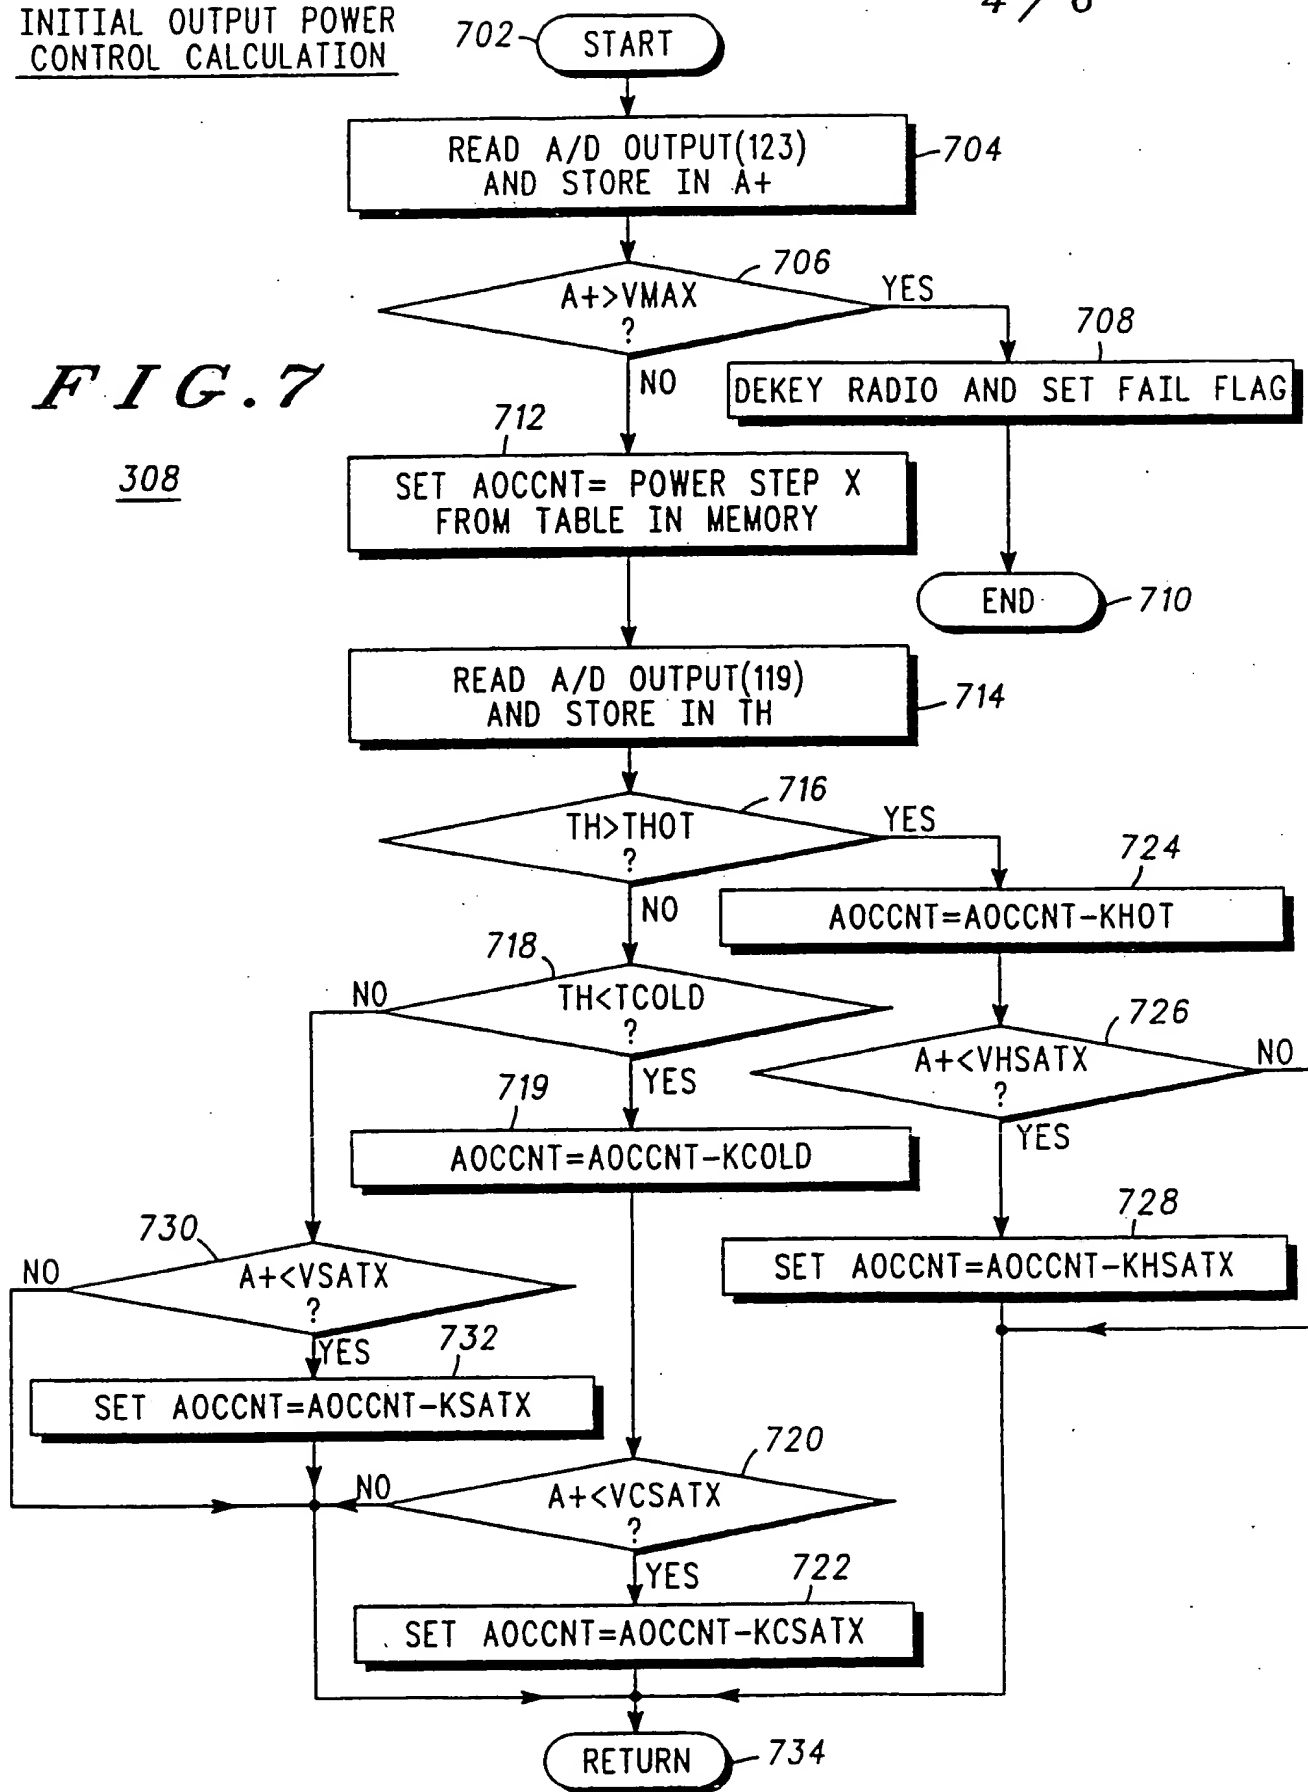 INITIAL OUTPUT POWER
CONTROL CALCULATION
4/6
702
START
READ A/D OUTPUT(123)
AND STORE IN A+
704
706
A+>VMAX
?
YES
NO
708
DEKEY RADIO AND SET FAIL FLAG
FIG.7
308
712
SET AOCCNT= POWER STEP X
FROM TABLE IN MEMORY
END
710
READ A/D OUTPUT(119)
AND STORE IN TH
714
716
TH>THOT
?
YES
NO
724
AOCCNT=AOCCNT-KHOT
718
TH<TCOLD
?
NO
YES
726
A+<VHSATX
?
NO
YES
719
AOCCNT=AOCCNT-KCOLD
728
SET AOCCNT=AOCCNT-KHSATX
730
A+<VSATX
?
NO
YES
732
SET AOCCNT=AOCCNT-KSATX
720
A+<VCSATX
?
NO
YES
722
SET AOCCNT=AOCCNT-KCSATX
RETURN
734